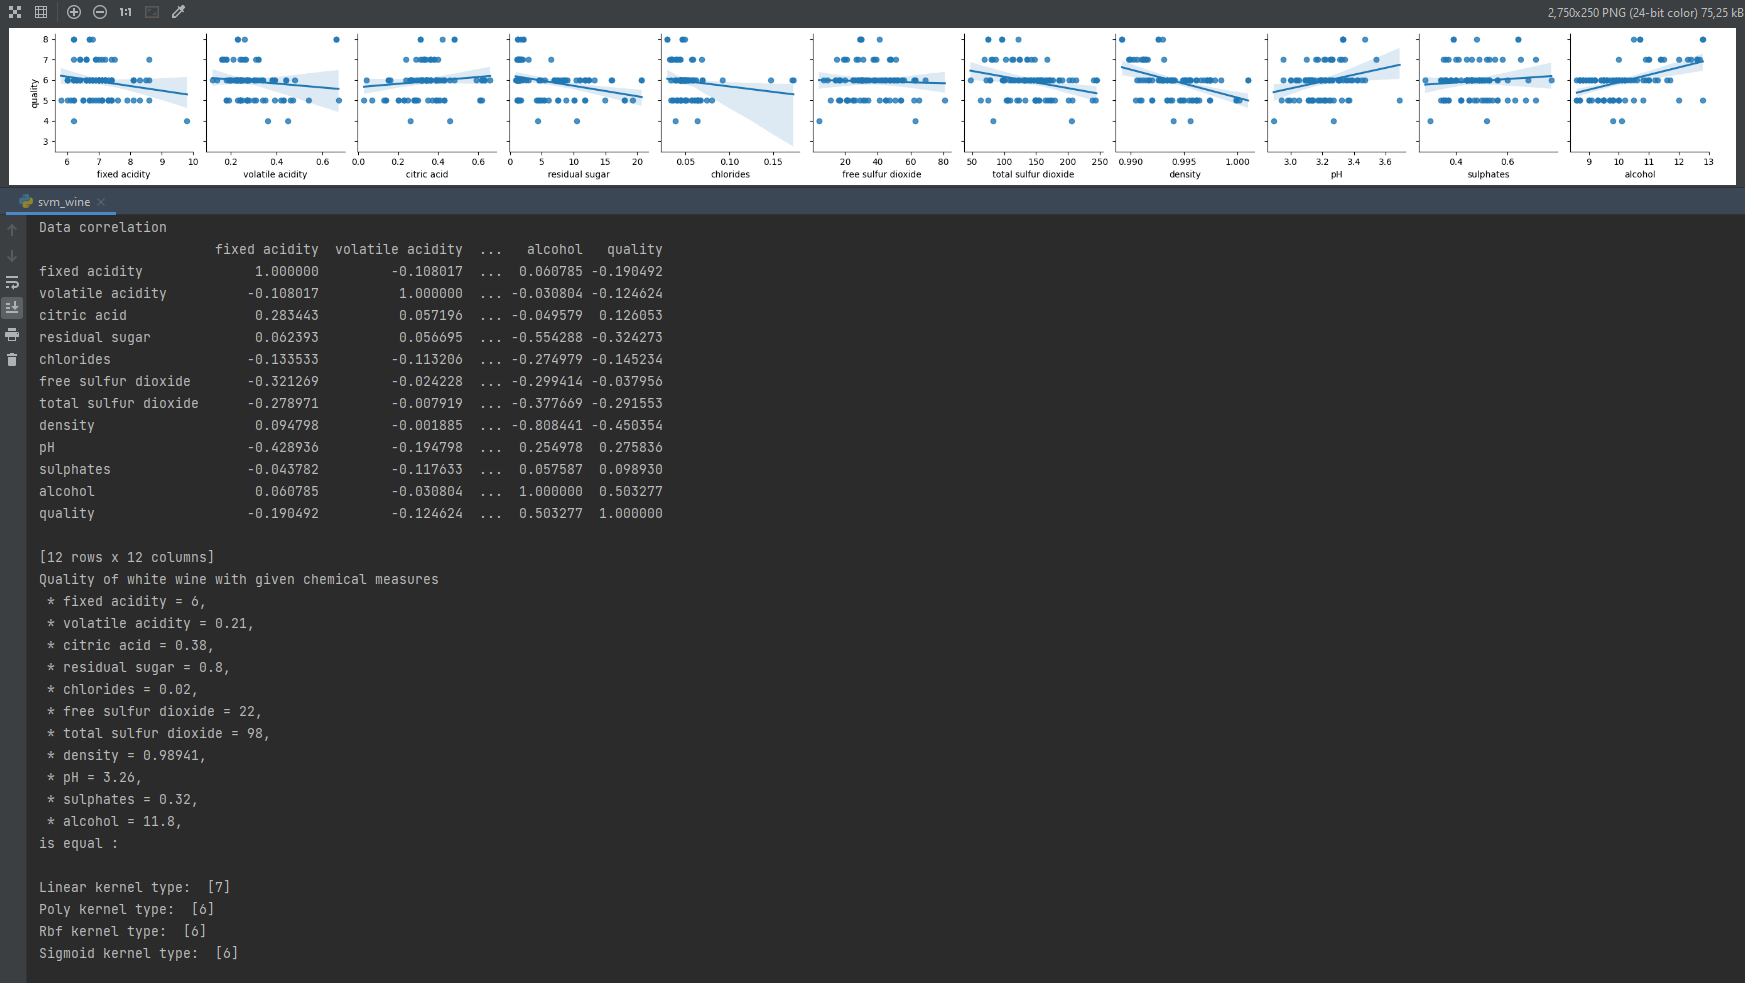 1:1
2,750x250 PNG (24-bit color) 75,25 kB
quality
8
7
6
5
4
3
6 7 8 9 10
0.2 0.4 0.6
0.0 0.2 0.4 0.6
0 5 10 15 20
0.05 0.10 0.15
20 40 60 80
50 100 150 200 250
0.990 0.995 1.000
3.0 3.2 3.4 3.6
0.4 0.6
9 10 11 12 13
fixed acidity
volatile acidity
citric acid
residual sugar
chlorides
free sulfur dioxide
total sulfur dioxide
density
pH
sulphates
alcohol
svm_wine
Data correlation
fixed acidity volatile acidity ... alcohol quality
fixed acidity 1.000000 -0.108017 ... 0.060785 -0.190492
volatile acidity -0.108017 1.000000 ... -0.030804 -0.124624
citric acid 0.283443 0.057196 ... -0.049579 0.126053
residual sugar 0.062393 0.056695 ... -0.554288 -0.324273
chlorides -0.133533 -0.113206 ... -0.274979 -0.145234
free sulfur dioxide -0.321269 -0.024228 ... -0.299414 -0.037956
total sulfur dioxide -0.278971 -0.007919 ... -0.377669 -0.291553
density 0.094798 -0.001885 ... -0.808441 -0.450354
pH -0.428936 -0.194798 ... 0.254978 0.275836
sulphates -0.043782 -0.117633 ... 0.057587 0.098930
alcohol 0.060785 -0.030804 ... 1.000000 0.503277
quality -0.190492 -0.124624 ... 0.503277 1.000000
[12 rows x 12 columns]
Quality of white wine with given chemical measures
* fixed acidity = 6,
* volatile acidity = 0.21,
* citric acid = 0.38,
* residual sugar = 0.8,
* chlorides = 0.02,
* free sulfur dioxide = 22,
* total sulfur dioxide = 98,
* density = 0.98941,
* pH = 3.26,
* sulphates = 0.32,
* alcohol = 11.8,
is equal :
Linear kernel type:  [7]
Poly kernel type:  [6]
Rbf kernel type:  [6]
Sigmoid kernel type:  [6]